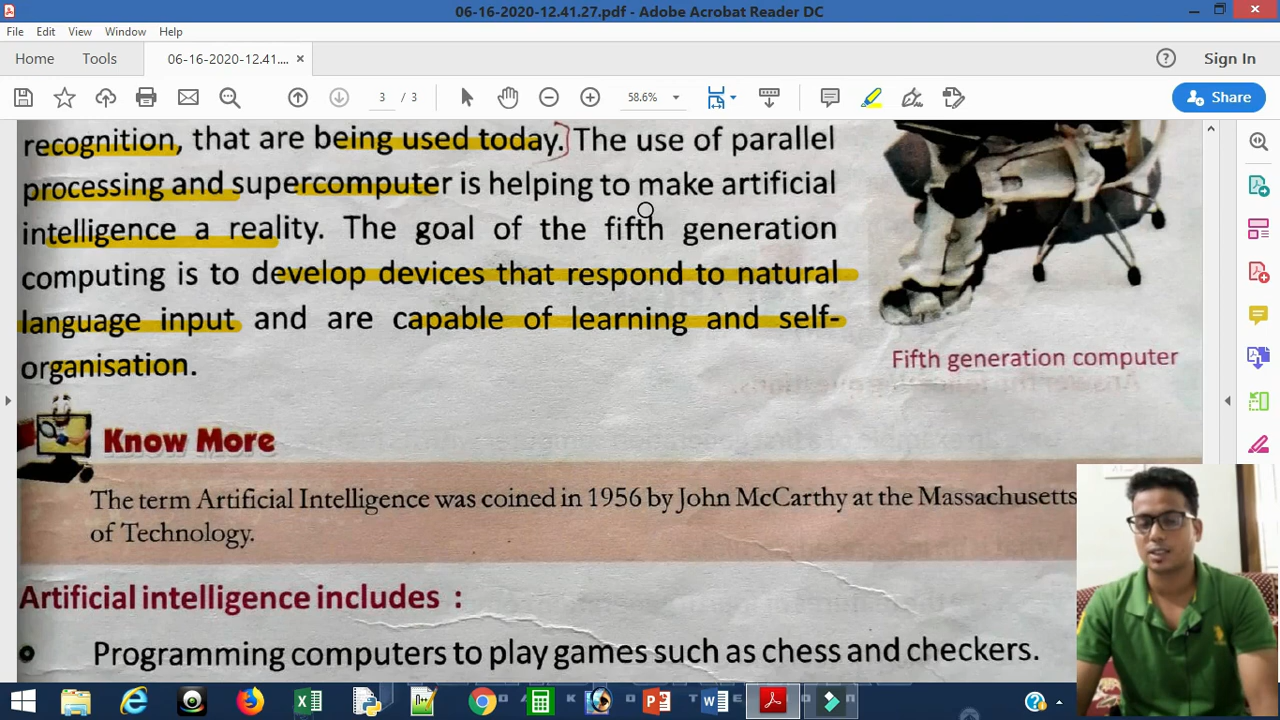 06-16-2020-12.41.27.pdf - Adobe Acrobat Reader DC
File Edit View Window Help
Home Tools 06-16-2020-12.41.... × Sign In
3 / 3 58.6% Share
recognition, that are being used today. The use of parallel
processing and supercomputer is helping to make artificial
intelligence a reality. The goal of the fifth generation
computing is to develop devices that respond to natural
language input and are capable of learning and self-
organisation.
Fifth generation computer
Know More
The term Artificial Intelligence was coined in 1956 by John McCarthy at the Massachusetts
of Technology.
Artificial intelligence includes :
Programming computers to play games such as chess and checkers.